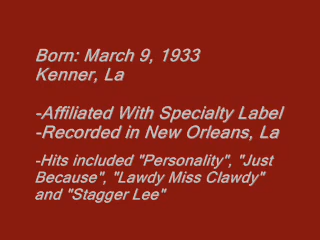 Born: March 9, 1933
Kenner, La
-Affiliated With Specialty Label
-Recorded in New Orleans, La
-Hits included "Personality", "Just
Because", "Lawdy Miss Clawdy"
and "Stagger Lee"